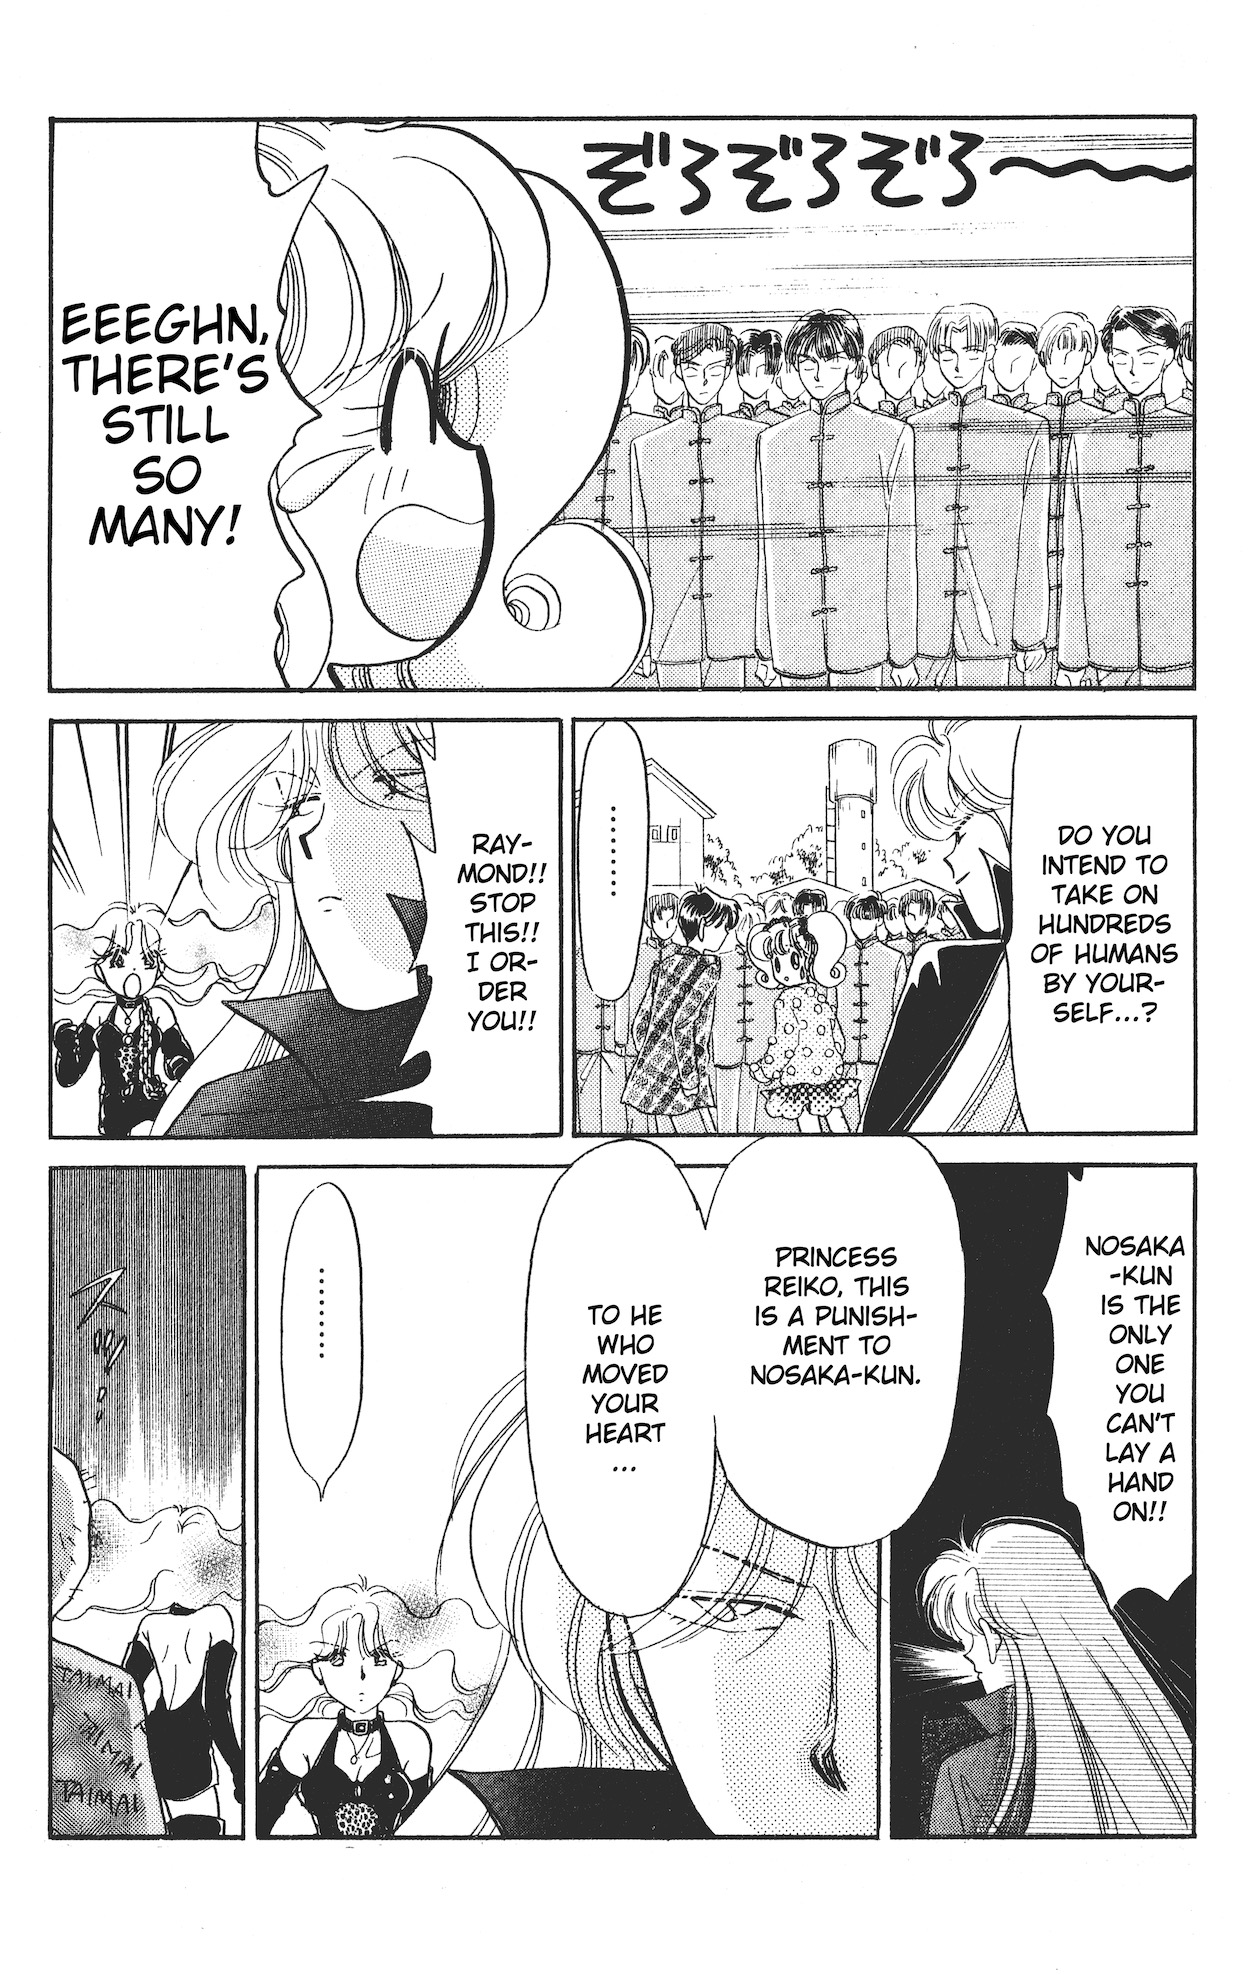 ぞろぞろぞろ〜
EEEGHN,
THERE'S
STILL
SO
MANY!
DO YOU
INTEND TO
TAKE ON
HUNDREDS
OF HUMANS
BY YOUR-
SELF...?
.........
RAY-
MOND!!
STOP
THIS!!
I OR-
DER
YOU!!
NOSAKA
-KUN
IS THE
ONLY
ONE
YOU
CAN'T
LAY A
HAND
ON!!
PRINCESS
REIKO, THIS
IS A PUNISH-
MENT TO
NOSAKA-KUN.
TO HE
WHO
MOVED
YOUR
HEART
...
.........
スッ
TAIMAI
TAIMAI
TAIMAI